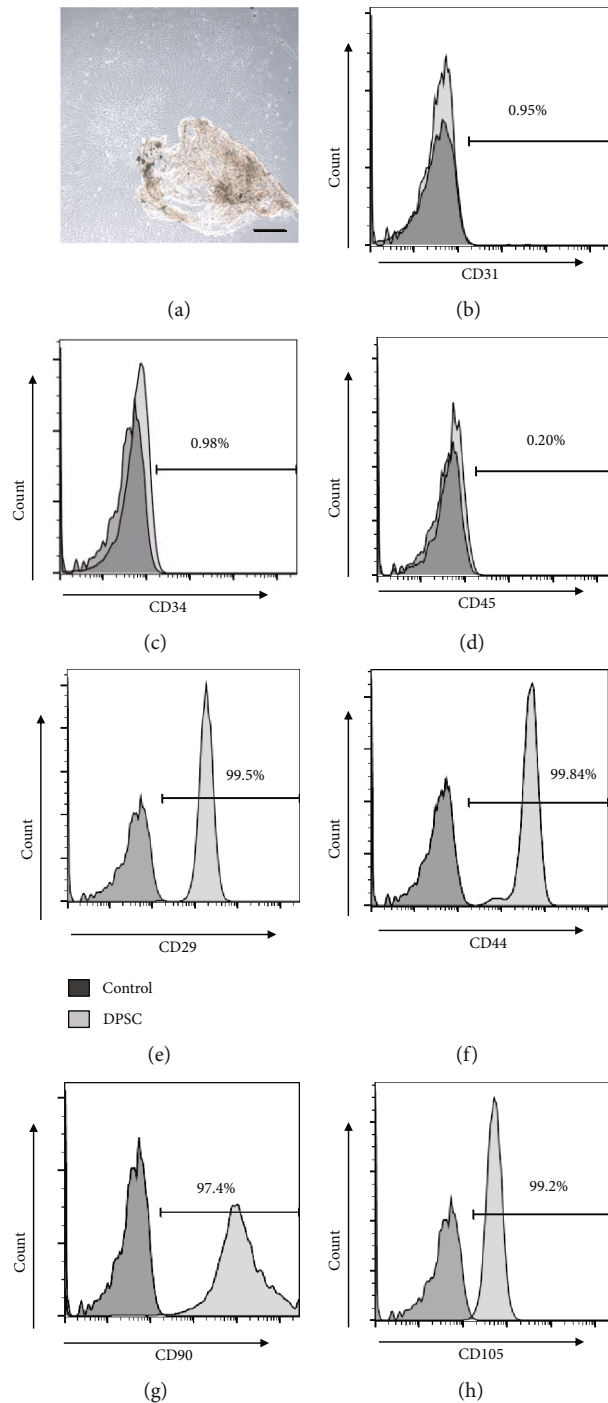 0.95%
Count
CD31
(a)
(b)
0.98%
Count
CD34
0.20%
Count
CD45
(c)
(d)
99.5%
Count
CD29
99.84%
Count
CD44
Control
DPSC
(e)
(f)
97.4%
Count
CD90
99.2%
Count
CD105
(g)
(h)